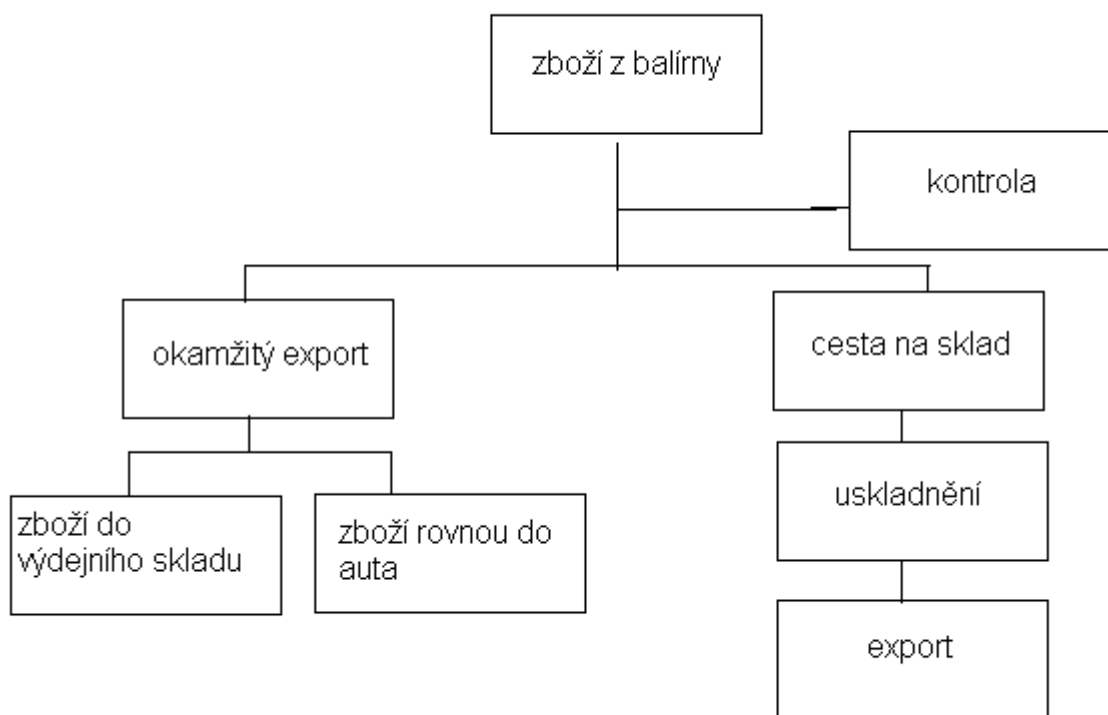 zboží z balírny
kontrola
okamžitý export
cesta na sklad
zboží do
výdejního skladu
zboží rovnou do
auta
uskladnění
export